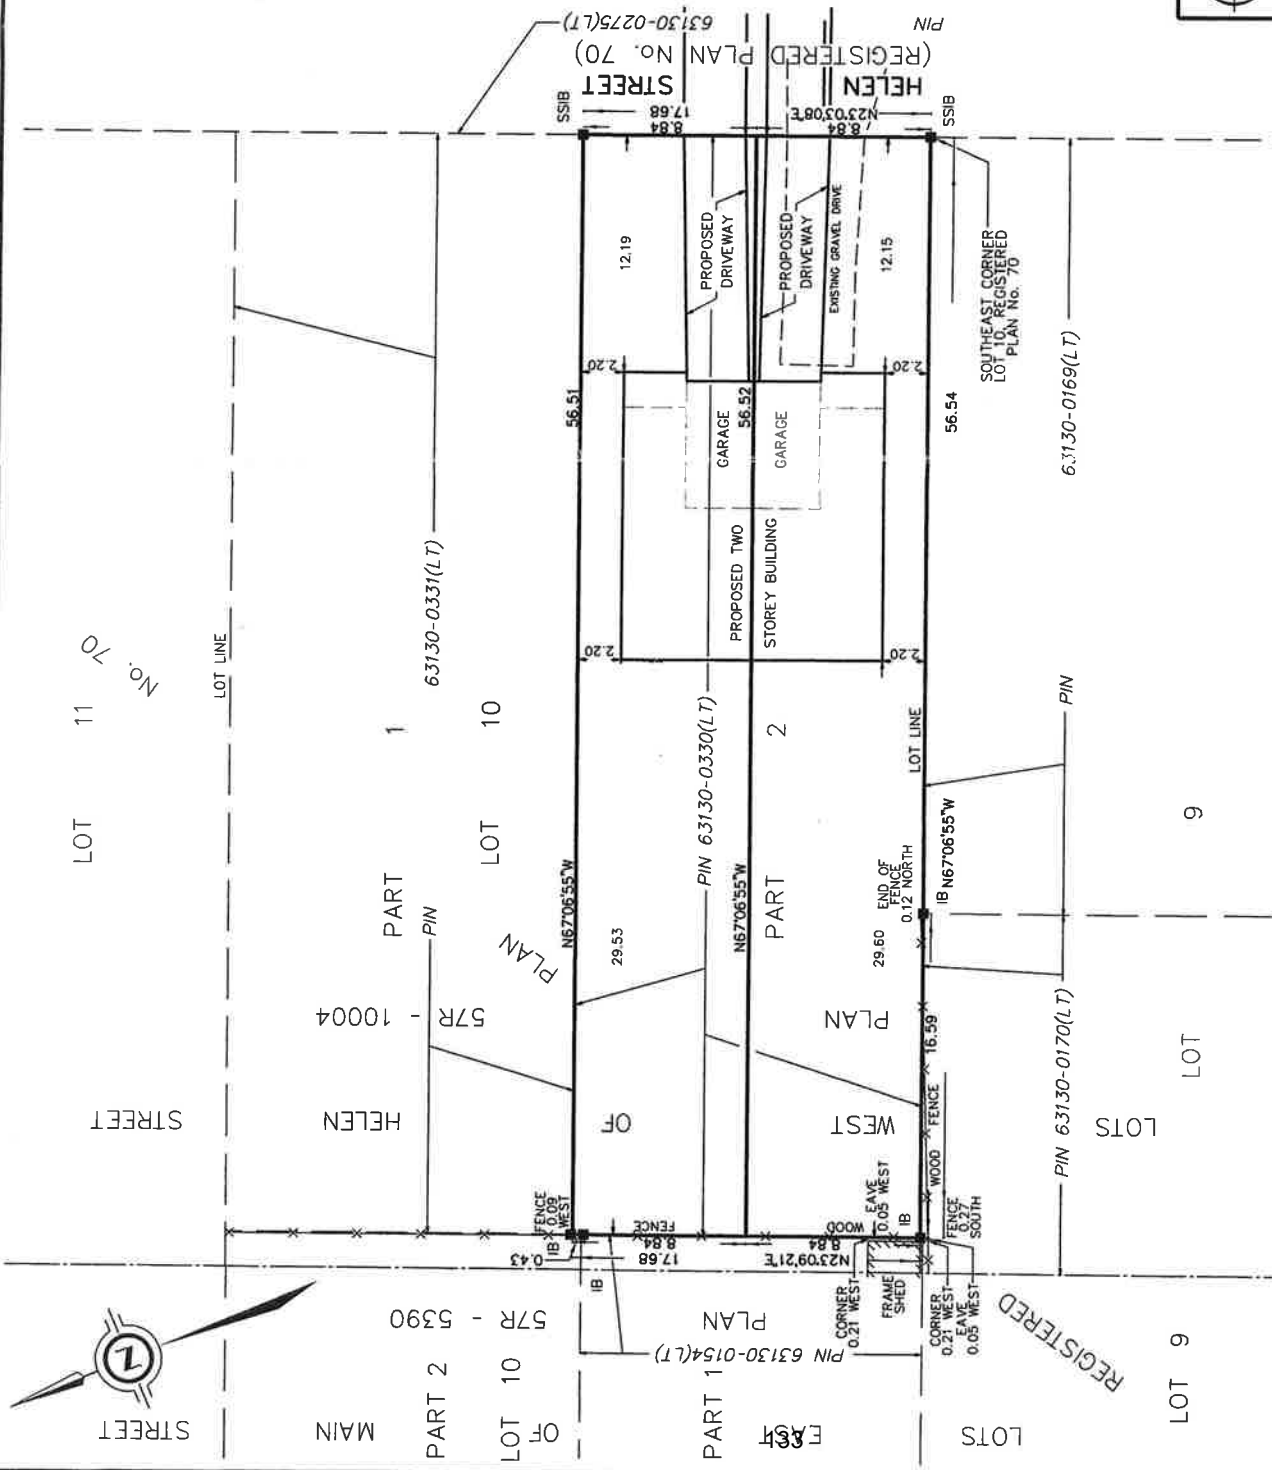 PIN
63130-0275(LT)
(REGISTERED PLAN No. 70)
HELEN STREET
SSIB
17.68
8.84
N23°03'08"E
8.84
SSIB
12.19
PROPOSED
DRIVEWAY
PROPOSED
DRIVEWAY
EXISTING GRAVEL DRIVE
12.15
SOUTHEAST CORNER
LOT 10, REGISTERED
PLAN No. 70
63130-0169(LT)
2.20
2.20
56.51
56.52
56.54
GARAGE
GARAGE
PROPOSED TWO
STOREY BUILDING
2.20
2.20
63130-0331(LT)
No. 70
LOT LINE
LOT 11
PART 1
LOT 10
PIN
PIN 63130-0330(LT)
PART 2
LOT LINE
PIN
LOT 9
N67°06'55"W
N67°06'55"W
IB N67°06'55"W
END OF
FENCE
0.12 NORTH
29.53
29.60
PLAN
57R - 10004
PLAN
16.59
PIN 63130-0170(LT)
LOT
HELEN STREET
OF
WEST
LOTS
WOOD FENCE
FENCE
0.09
WEST
IB
0.43
IB
FENCE
8.84
17.68
WOOD
8.84
N23°09'21"E
EAVE
0.05 WEST
IB
FENCE
0.27
SOUTH
CORNER
0.21 WEST
FRAME
SHED
CORNER
0.21 WEST
EAVE
0.05 WEST
REGISTERED
57R - 5390
PLAN
PIN 63130-0154(LT)
PART 2
LOT 10
PART 1
LOT 9
N
MAIN STREET
OF
EAST
LOTS
133